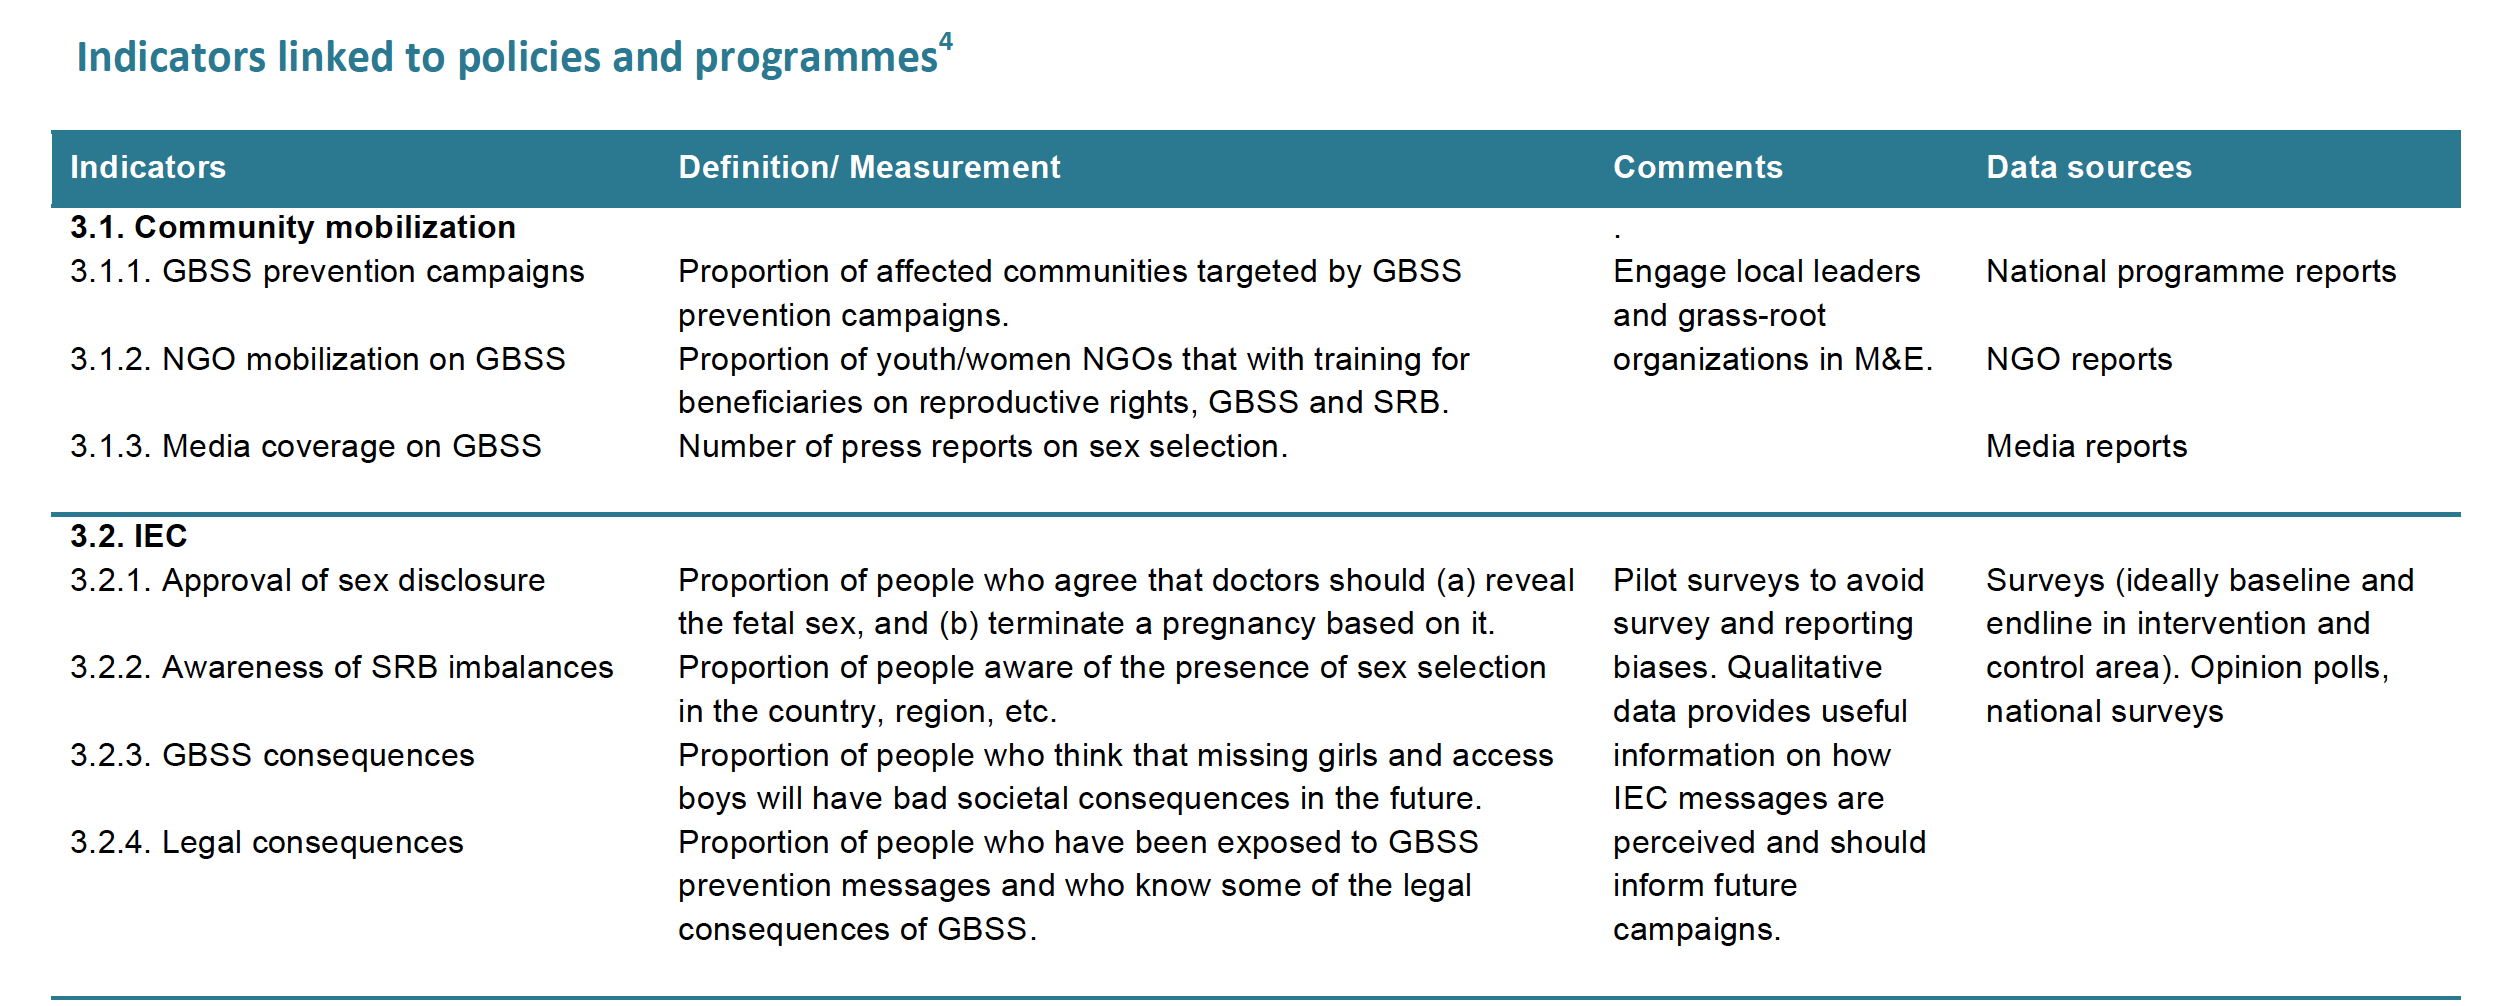 Indicators linked to policies and programmes4
Indicators Definition/ Measurement Comments Data sources
3.1. Community mobilization .
3.1.1. GBSS prevention campaigns Proportion of affected communities targeted by GBSS Engage local leaders National programme reports
prevention campaigns. and grass-root
3.1.2. NGO mobilization on GBSS Proportion of youth/women NGOs that with training for organizations in M&E. NGO reports
beneficiaries on reproductive rights, GBSS and SRB.
3.1.3. Media coverage on GBSS Number of press reports on sex selection. Media reports
3.2. IEC
3.2.1. Approval of sex disclosure Proportion of people who agree that doctors should (a) reveal Pilot surveys to avoid Surveys (ideally baseline and
the fetal sex, and (b) terminate a pregnancy based on it. survey and reporting endline in intervention and
3.2.2. Awareness of SRB imbalances Proportion of people aware of the presence of sex selection biases. Qualitative control area). Opinion polls,
in the country, region, etc. data provides useful national surveys
3.2.3. GBSS consequences Proportion of people who think that missing girls and access information on how
boys will have bad societal consequences in the future. IEC messages are
3.2.4. Legal consequences Proportion of people who have been exposed to GBSS perceived and should
prevention messages and who know some of the legal inform future
consequences of GBSS. campaigns.